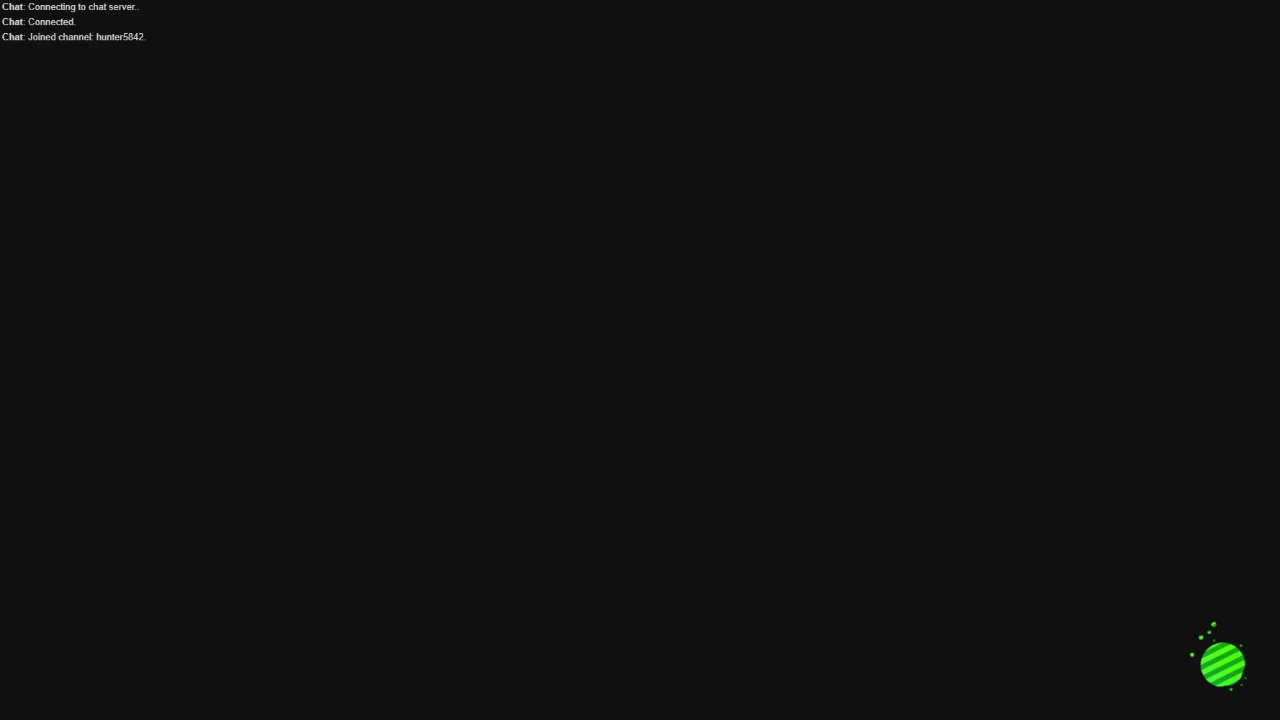 Chat: Connecting to chat server..
Chat: Connected.
Chat: Joined channel: hunter5842.